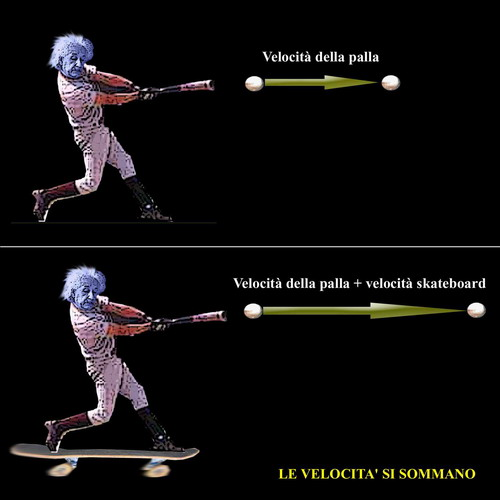 Velocità della palla
Velocità della palla + velocità skateboard
LE VELOCITA' SI SOMMANO